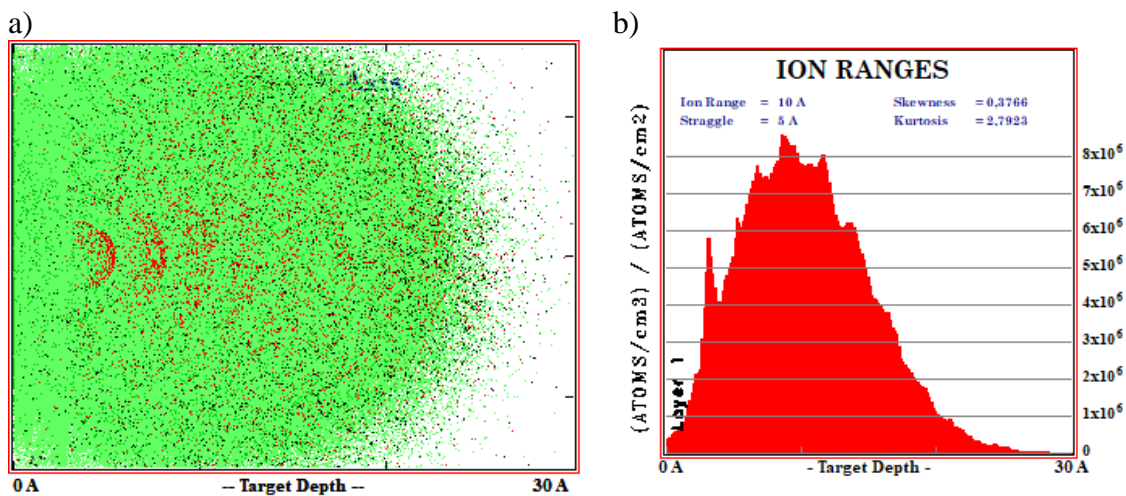 a)
0 A -- Target Depth -- 30 A
b)
ION RANGES
Ion Range = 10 A Skewness = 0,3766
Straggle = 5 A Kurtosis = 2,7923
(ATOMS/cm3) / (ATOMS/cm2)
Layer 1
8x10⁶
7x10⁶
6x10⁶
5x10⁶
4x10⁶
3x10⁶
2x10⁶
1x10⁶
0
0 A - Target Depth - 30 A